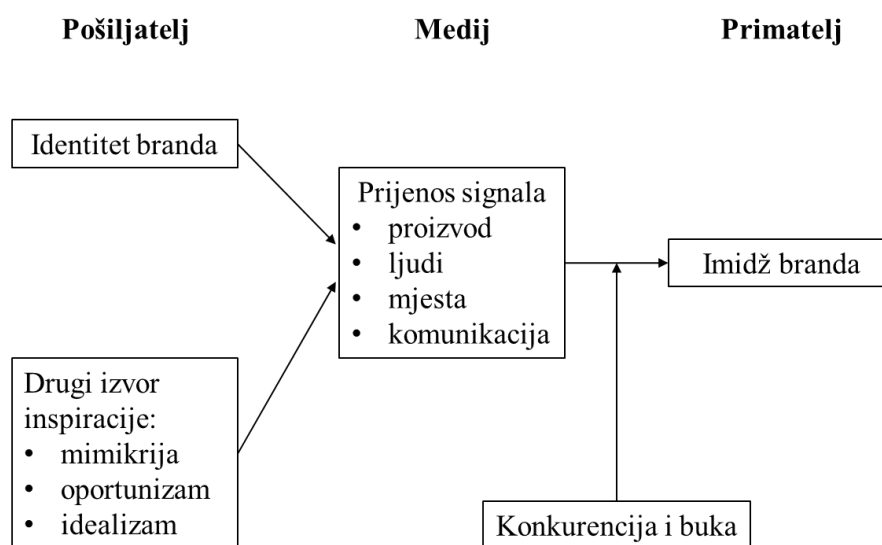 Pošiljatelj
Medij
Primatelj
Identitet branda
Prijenos signala
• proizvod
• ljudi
• mjesta
• komunikacija
Imidž branda
Drugi izvor
inspiracije:
• mimikrija
• oportunizam
• idealizam
Konkurencija i buka